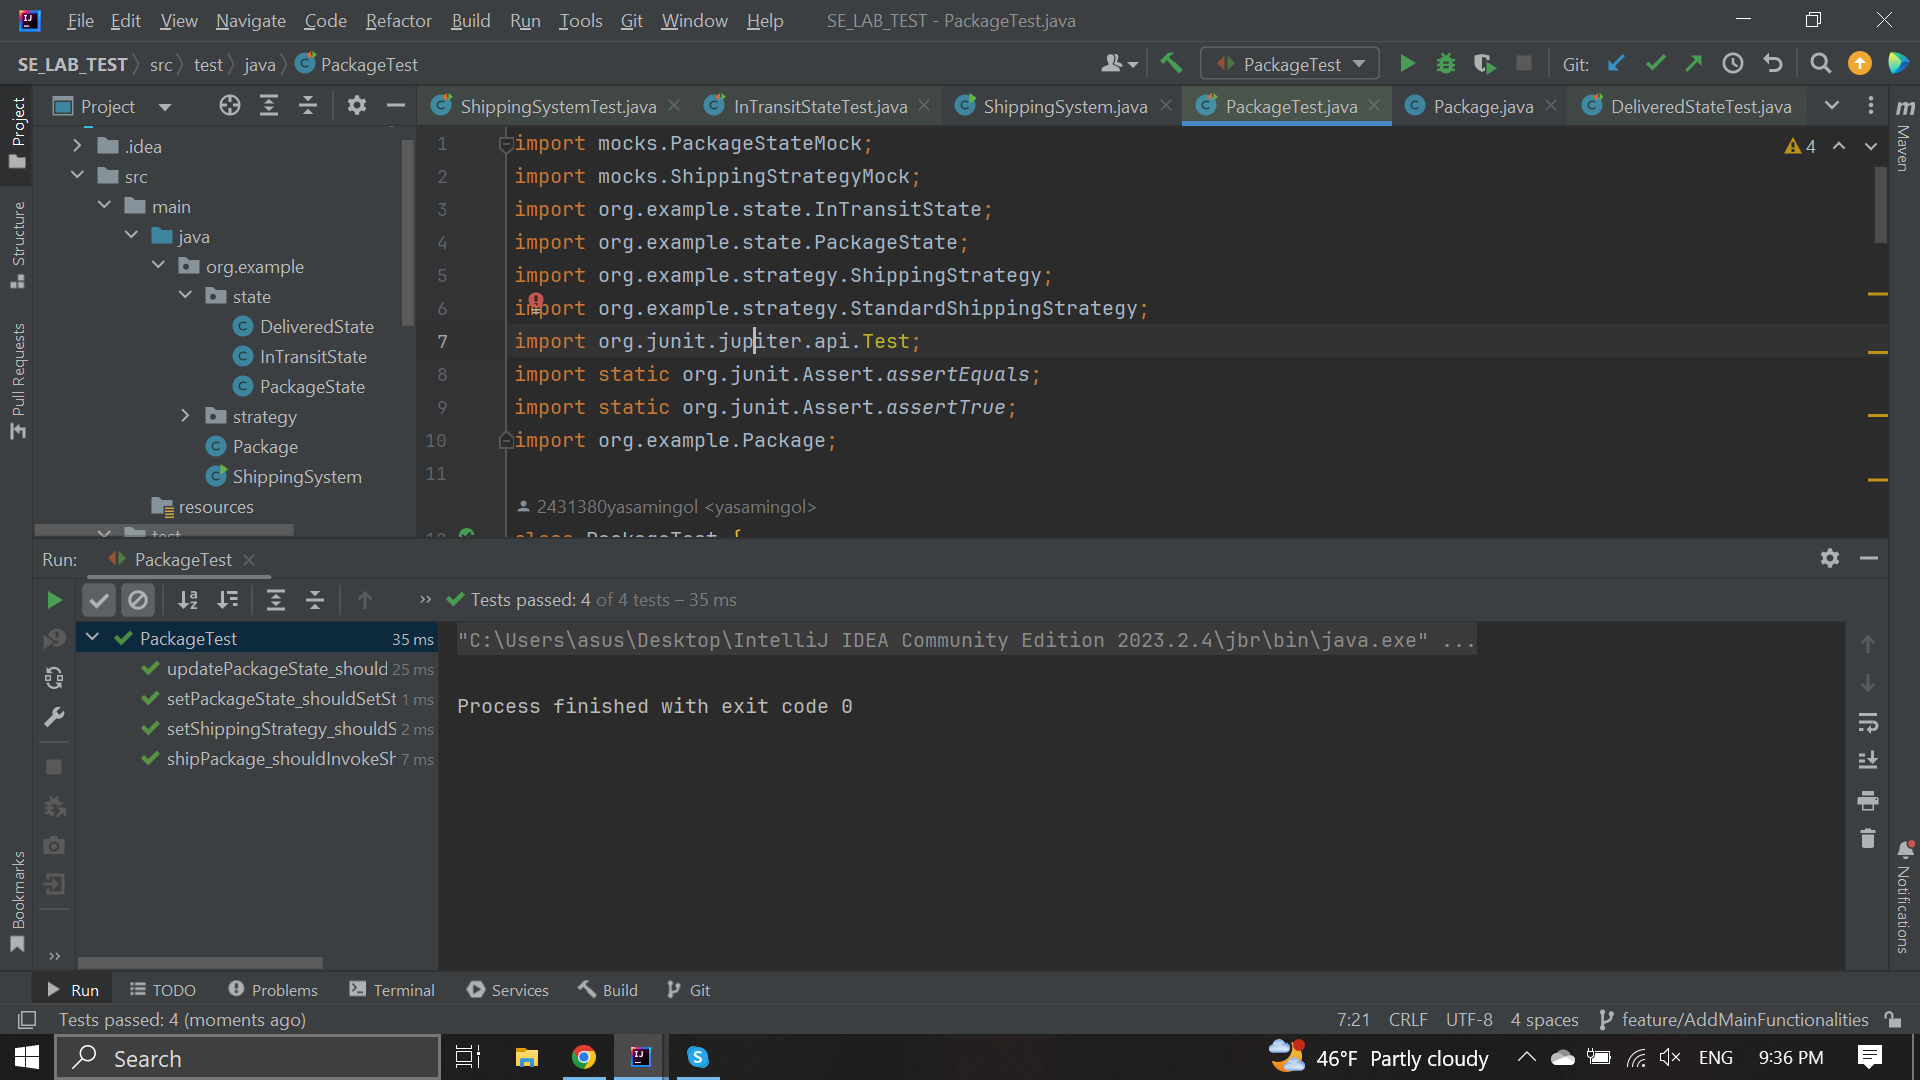 File Edit View Navigate Code Refactor Build Run Tools Git Window Help SE_LAB_TEST - PackageTest.java
SE_LAB_TEST src test java PackageTest PackageTest Git:
Project
ShippingSystemTest.java InTransitStateTest.java ShippingSystem.java PackageTest.java Package.java DeliveredStateTest.java
Project
Structure
Pull Requests
Bookmarks
.idea
src
main
java
org.example
state
DeliveredState
InTransitState
PackageState
strategy
Package
ShippingSystem
resources
test
1 import mocks.PackageStateMock;
2 import mocks.ShippingStrategyMock;
3 import org.example.state.InTransitState;
4 import org.example.state.PackageState;
5 import org.example.strategy.ShippingStrategy;
6 import org.example.strategy.StandardShippingStrategy;
7 import org.junit.jupiter.api.Test;
8 import static org.junit.Assert.assertEquals;
9 import static org.junit.Assert.assertTrue;
10 import org.example.Package;
11
2431380yasamingol <yasamingol>
12 class PackageTest {
4
m
Maven
Notifications
Run: PackageTest
Tests passed: 4 of 4 tests – 35 ms
PackageTest 35 ms
updatePackageState_should 25 ms
setPackageState_shouldSetSt 1 ms
setShippingStrategy_shouldS 2 ms
shipPackage_shouldInvokeSh 7 ms
"C:\Users\asus\Desktop\IntelliJ IDEA Community Edition 2023.2.4\jbr\bin\java.exe" ...
Process finished with exit code 0
Run TODO Problems Terminal Services Build Git
Tests passed: 4 (moments ago) 7:21 CRLF UTF-8 4 spaces feature/AddMainFunctionalities
Search 46°F Partly cloudy ENG 9:36 PM